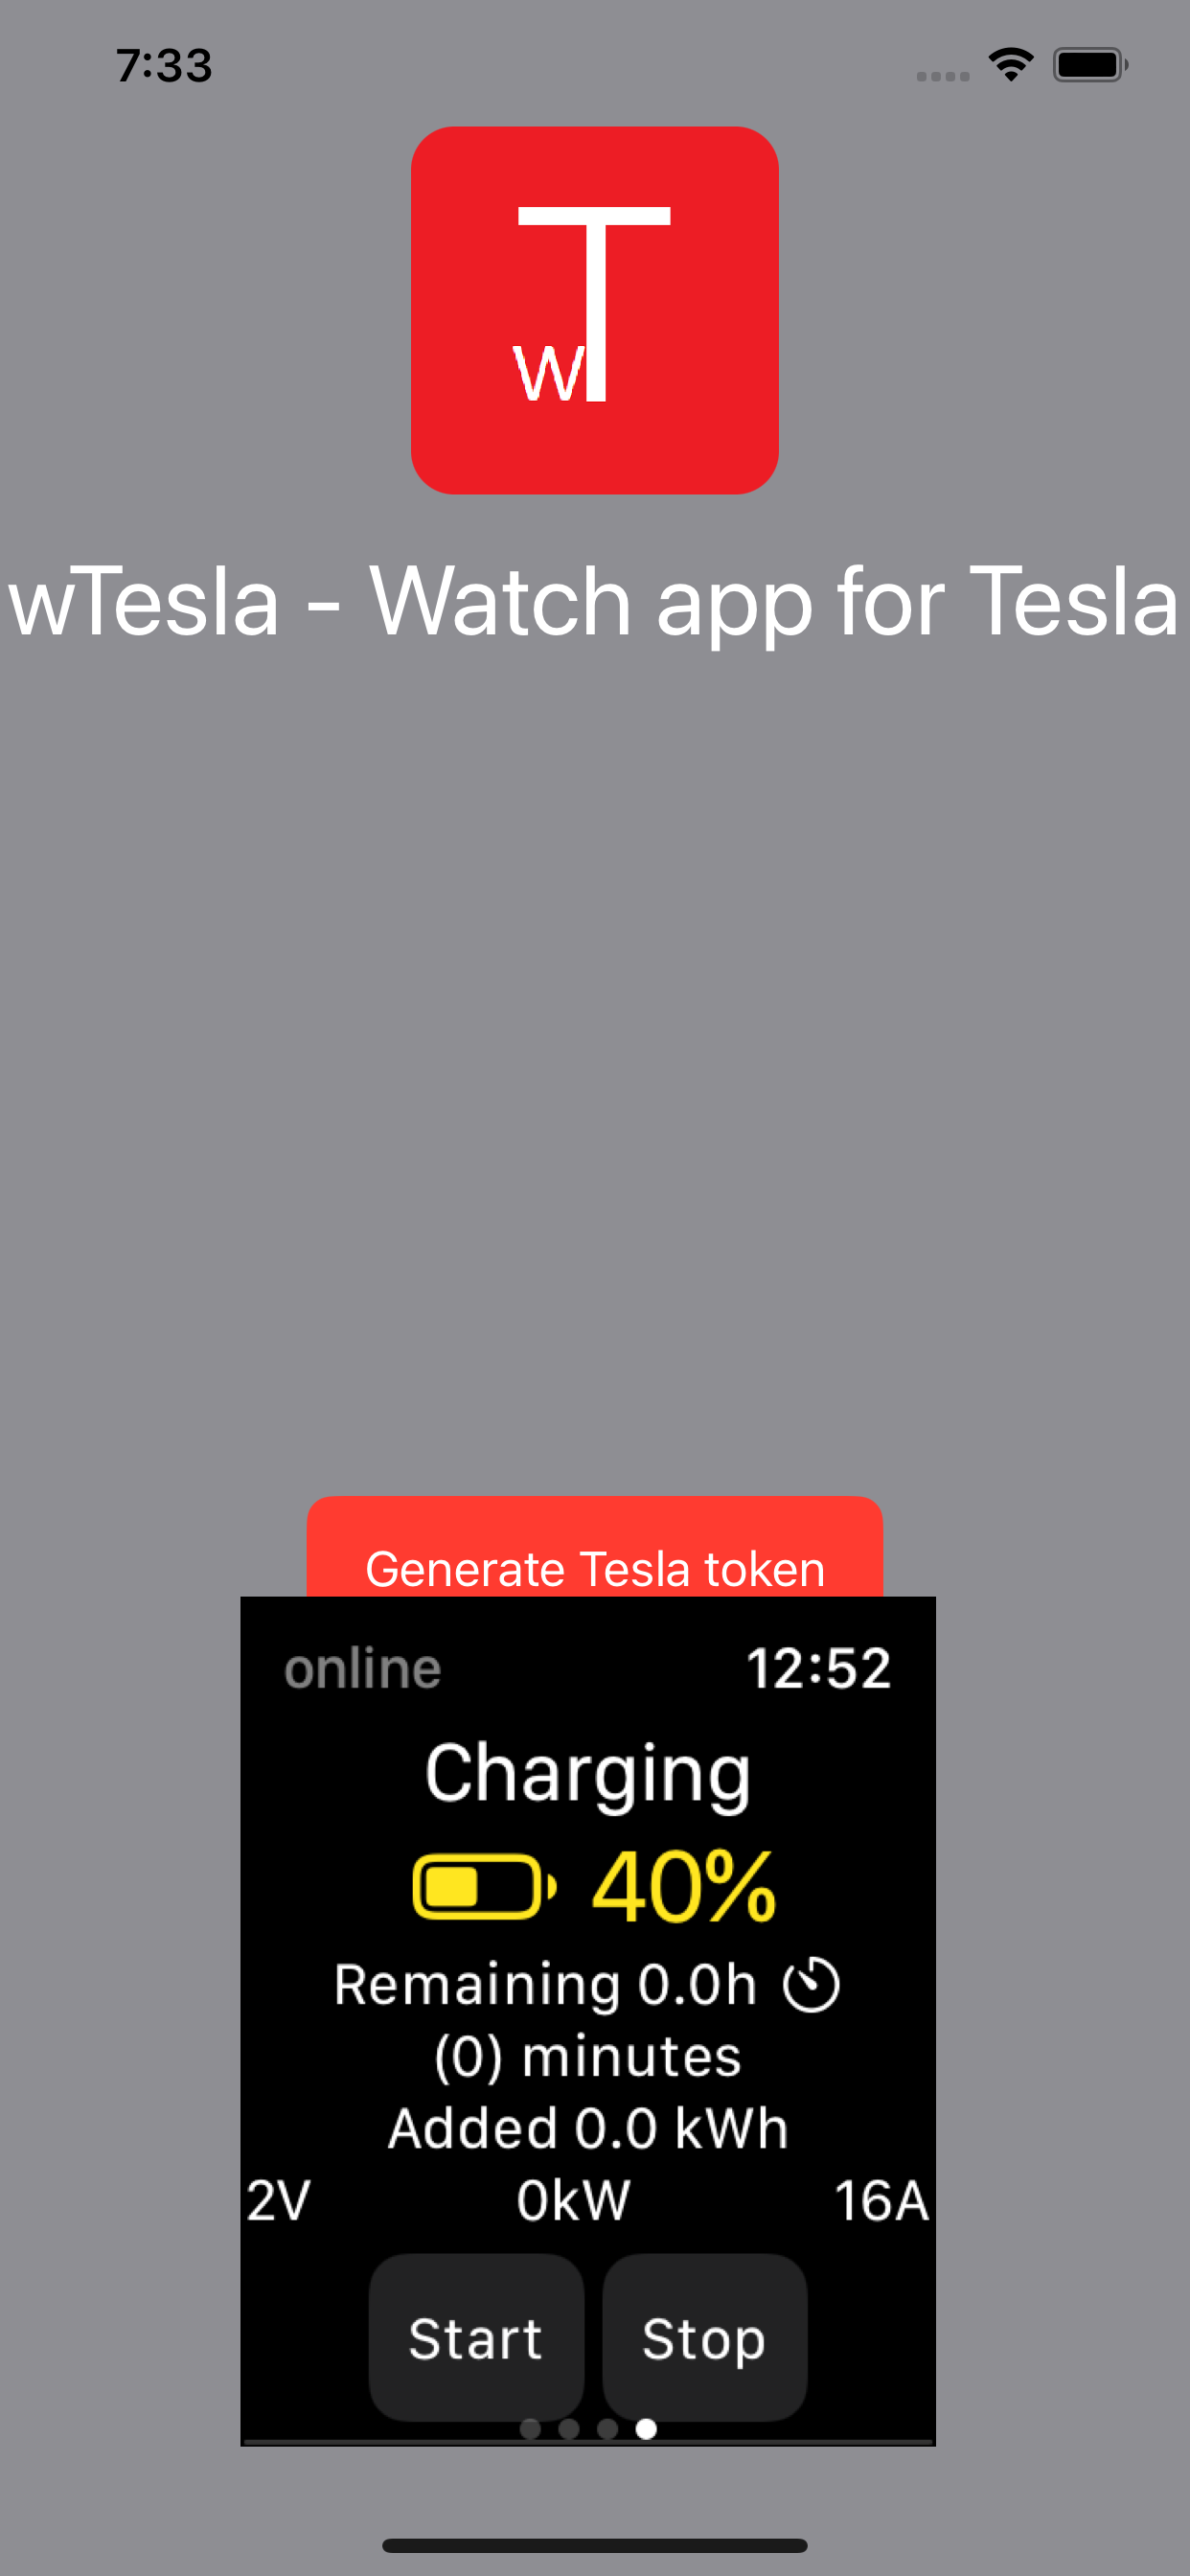 7:33
T
w
wTesla - Watch app for Tesla
Generate Tesla token
online 12:52
Charging
40%
Remaining 0.0h
(0) minutes
Added 0.0 kWh
2V 0kW 16A
Start Stop